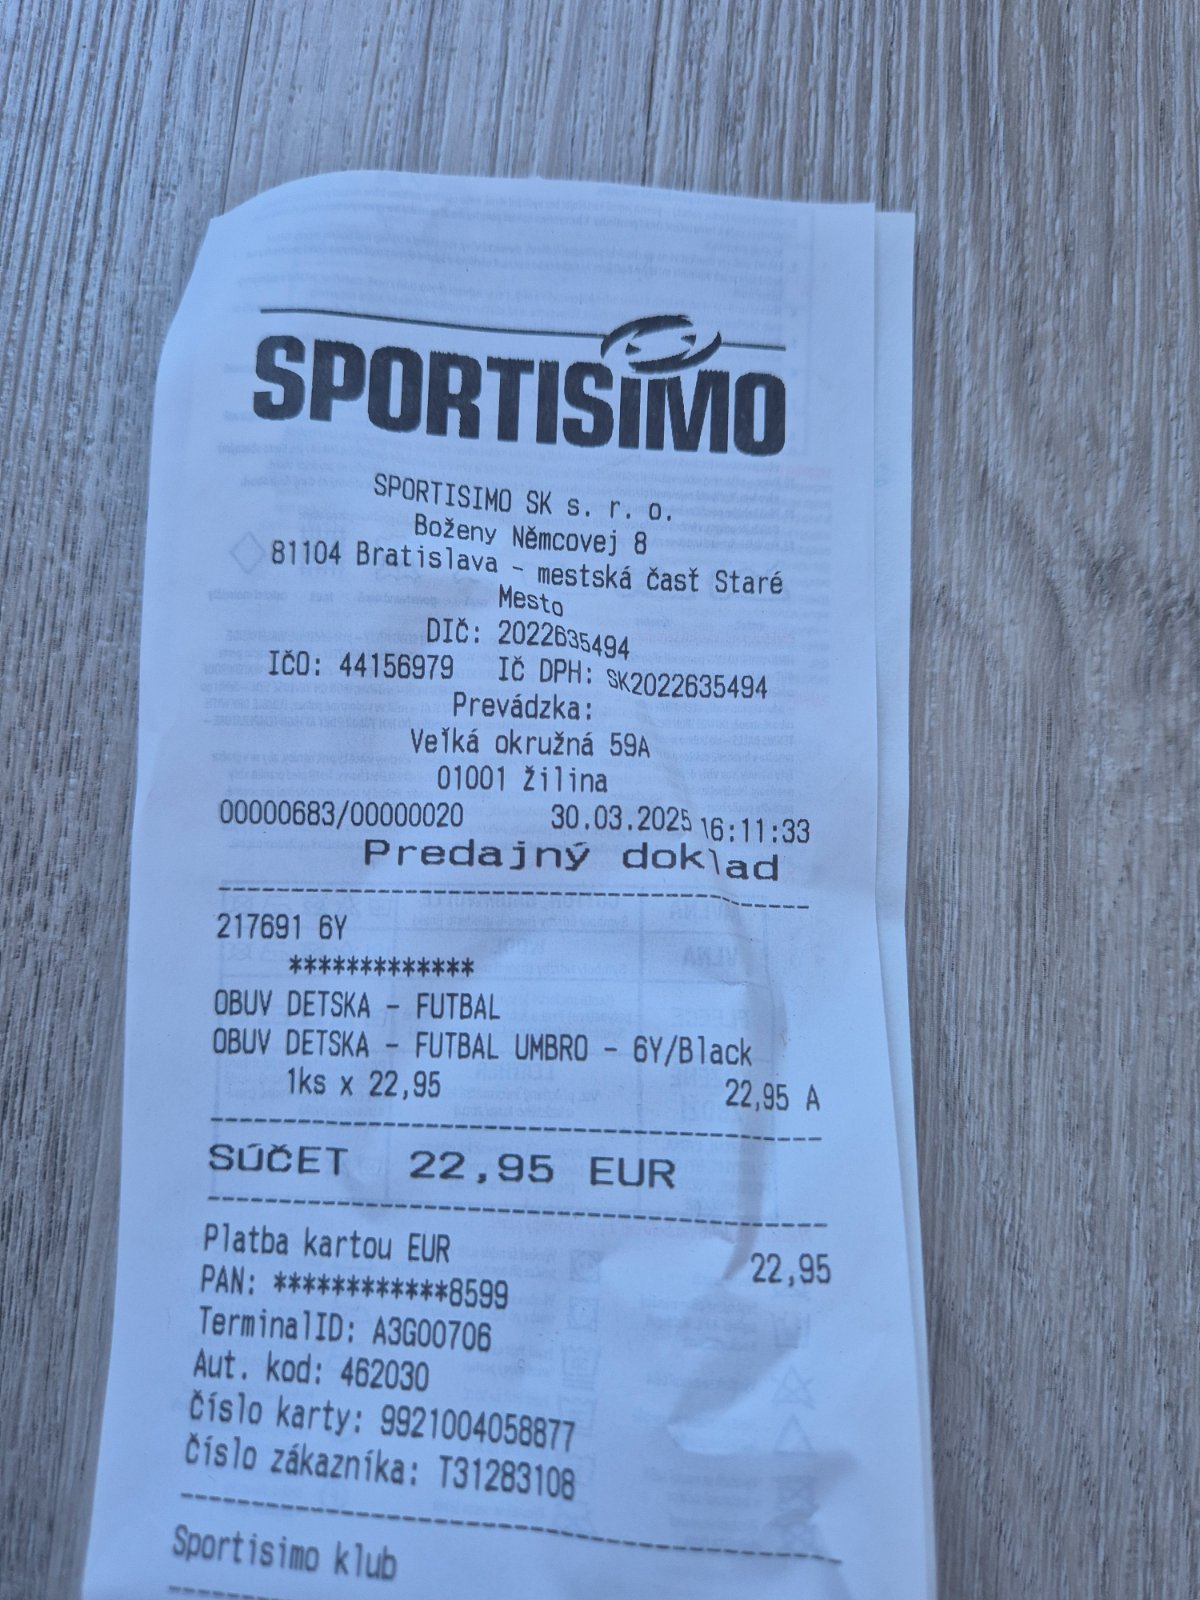 SPORTISIMO
SPORTISIMO SK s. r. o.
Boženy Němcovej 8
81104 Bratislava - mestská časť Staré
Mesto
DIČ: 2022635494
IČO: 44156979 IČ DPH: SK2022635494
Prevádzka:
Veľká okružná 59A
01001 Žilina
00000683/00000020 30.03.2025 16:11:33
Predajný doklad
217691 6Y
*************
OBUV DETSKA - FUTBAL
OBUV DETSKA - FUTBAL UMBRO - 6Y/Black
1ks x 22,95 22,95 A
SÚČET 22,95 EUR
Platba kartou EUR 22,95
PAN: ************8599
TerminalID: A3G00706
Aut. kod: 462030
Číslo karty: 9921004058877
Číslo zákazníka: T31283108
Sportisimo klub